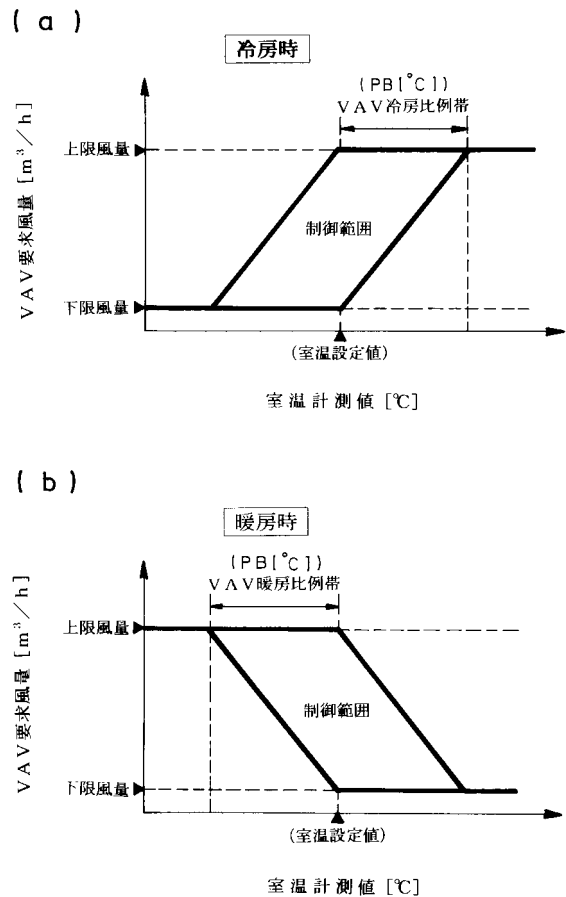 (a)
冷房時
(PB[℃])
VAV冷房比例帯
VAV要求風量[m³/h]
上限風量
制御範囲
下限風量
(室温設定値)
室温計測値[℃]
(b)
暖房時
(PB[℃])
VAV暖房比例帯
VAV要求風量[m³/h]
上限風量
制御範囲
下限風量
(室温設定値)
室温計測値[℃]